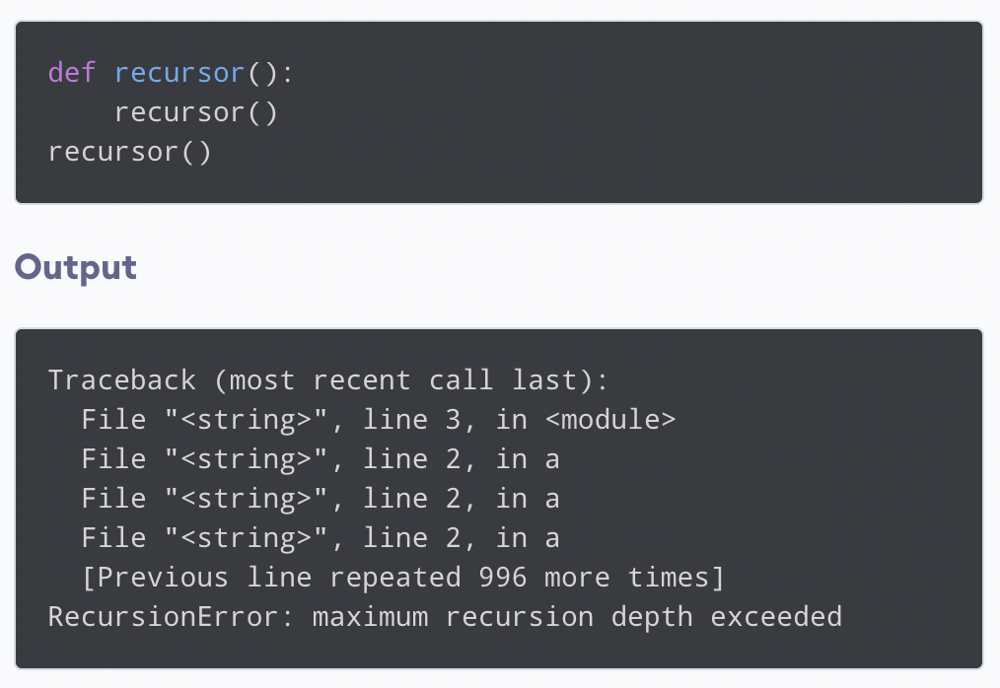 def recursor():
    recursor()
recursor()
Output
Traceback (most recent call last):
  File "<string>", line 3, in <module>
  File "<string>", line 2, in a
  File "<string>", line 2, in a
  File "<string>", line 2, in a
  [Previous line repeated 996 more times]
RecursionError: maximum recursion depth exceeded